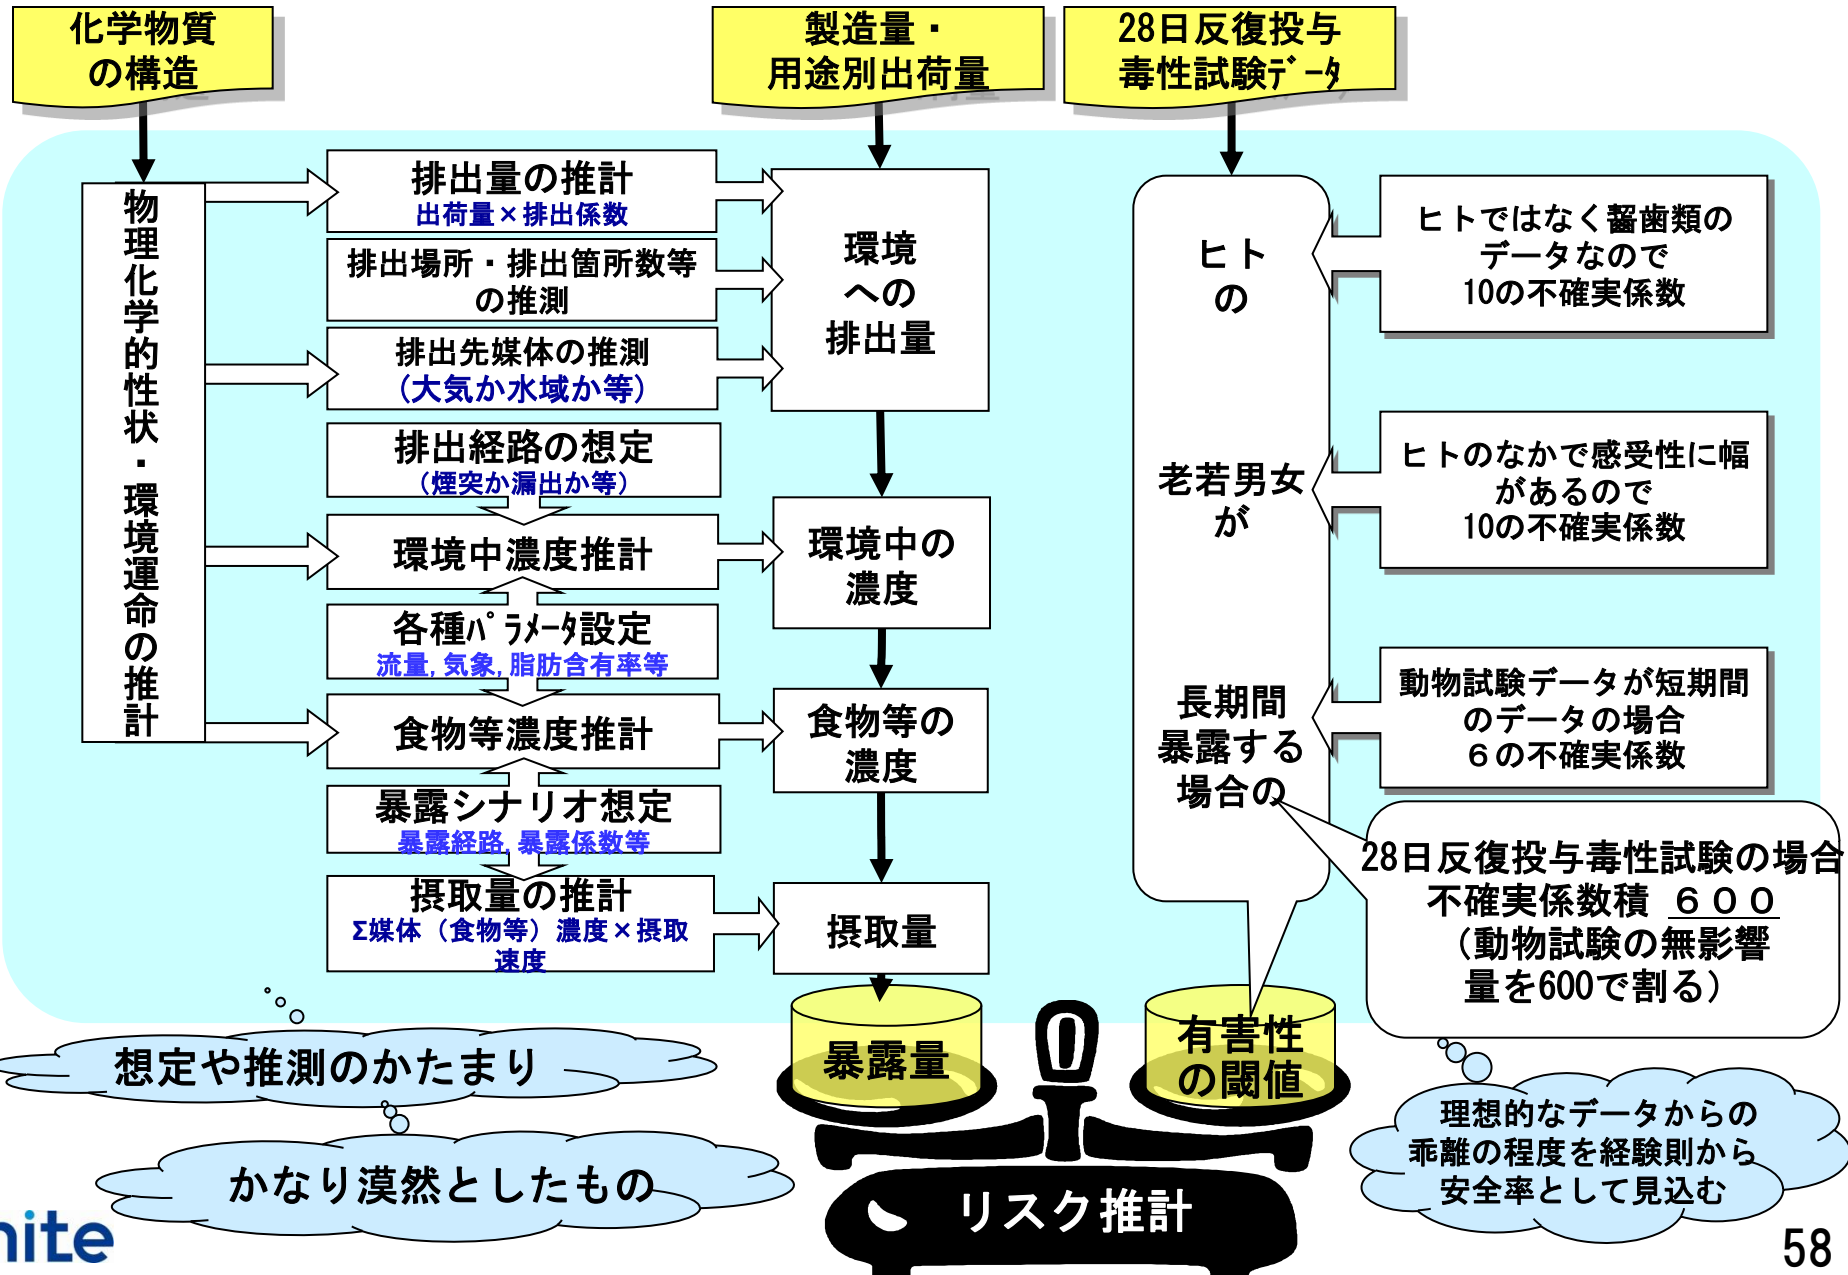 化学物質
の構造
製造量・
用途別出荷量
28日反復投与
毒性試験ﾃﾞｰﾀ
物理化学的性状・環境運命の推計
排出量の推計
出荷量×排出係数
排出場所・排出箇所数等
の推測
排出先媒体の推測
（大気か水域か等）
排出経路の想定
（煙突か漏出か等）
環境中濃度推計
各種ﾊﾟﾗﾒｰﾀ設定
流量,気象,脂肪含有率等
食物等濃度推計
暴露シナリオ想定
暴露経路,暴露係数等
摂取量の推計
Σ媒体（食物等）濃度×摂取
速度
環境
への
排出量
環境中の
濃度
食物等の
濃度
摂取量
暴露量
ヒト
の
老若男女
が
長期間
暴露する
場合の
有害性
の閾値
ヒトではなく齧歯類の
データなので
10の不確実係数
ヒトのなかで感受性に幅
があるので
10の不確実係数
動物試験データが短期間
のデータの場合
６の不確実係数
28日反復投与毒性試験の場合
不確実係数積 ６００
（動物試験の無影響
量を600で割る）
想定や推測のかたまり
かなり漠然としたもの
理想的なデータからの
乖離の程度を経験則から
安全率として見込む
リスク推計
nite
58